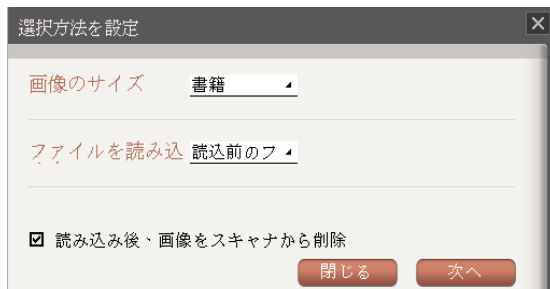 選択方法を設定
画像のサイズ 書籍
ファイルを読み込 読込前のフ
読み込み後、画像をスキャナから削除
閉じる 次へ